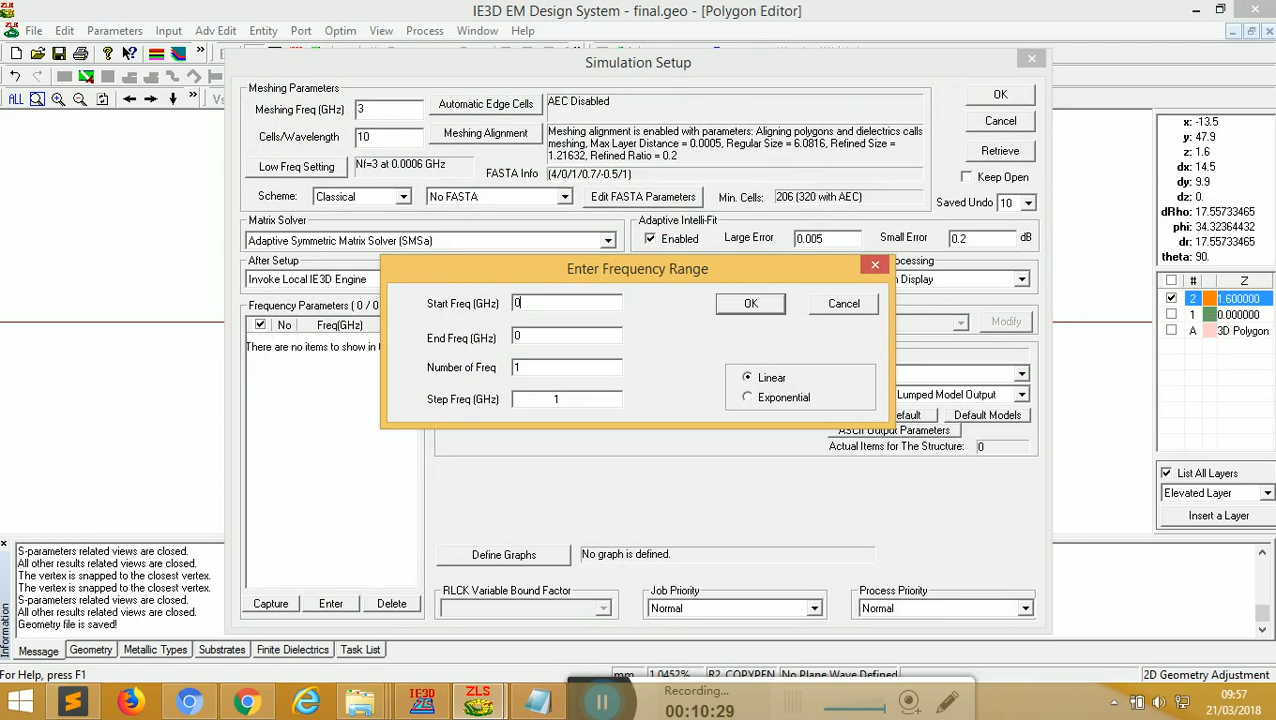 IE3D EM Design System - final.geo - [Polygon Editor]
File Edit Parameters Input Adv Edit Entity Port Optim View Process Window Help
Simulation Setup
Meshing Parameters
Meshing Freq (GHz) 3 Automatic Edge Cells AEC Disabled OK
Cells/Wavelength 10 Meshing Alignment Meshing alignment is enabled with parameters: Aligning polygons and dielectrics calls
meshing, Max Layer Distance = 0.0005, Regular Size = 6.0816, Refined Size =
1.21632, Refined Ratio = 0.2
Cancel
Retrieve
Low Freq Setting Nf=3 at 0.0006 GHz FASTA Info (4/0/1/0.7/-0.5/1) Keep Open
Scheme: Classical No FASTA Edit FASTA Parameters Min. Cells: 206 (320 with AEC) Saved Undo 10
Matrix Solver Adaptive Intelli-Fit
Adaptive Symmetric Matrix Solver (SMSa) Enabled Large Error 0.005 Small Error 0.2 dB
After Setup
Invoke Local IE3D Engine
Frequency Parameters ( 0 / 0
No Freq(GHz)
There are no items to show in t
Enter Frequency Range
Start Freq (GHz) 0 OK Cancel
End Freq (GHz) 0
Number of Freq 1 Linear
Step Freq (GHz) 1 Exponential
ocessing
n Display
Modify
Lumped Model Output
efault Default Models
ASCII Output Parameters
Actual Items for The Structure: 0
Define Graphs No graph is defined.
Capture Enter Delete
RLCK Variable Bound Factor Job Priority Process Priority
Normal Normal
ALL
x: -13.5
y: 47.9
z: 1.6
dx: 14.5
dy: 9.9
dz: 0.
dRho: 17.55733465
phi: 34.32364432
dr: 17.55733465
theta: 90.
# Z
2 1.600000
1 0.000000
A 3D Polygon
List All Layers
Elevated Layer
Insert a Layer
Information
S-parameters related views are closed.
All other results related views are closed.
The vertex is snapped to the closest vertex.
The vertex is snapped to the closest vertex.
S-parameters related views are closed.
All other results related views are closed.
Geometry file is saved!
Message Geometry Metallic Types Substrates Finite Dielectrics Task List
For Help, press F1 mm 1.0452% R2 COPYPEN No Plane Wave Defined 2D Geometry Adjustment
IE3D ZLS
Recording...
00:10:29
09:57
21/03/2018